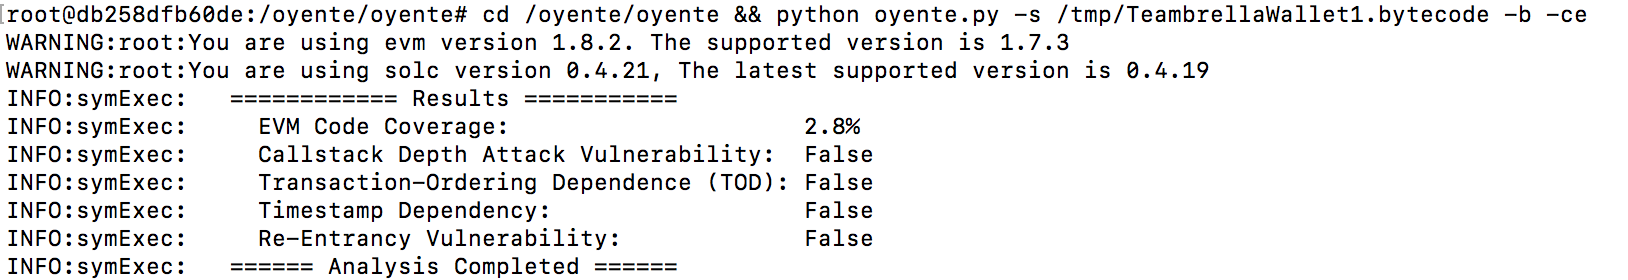 [root@db258dfb60de:/oyente/oyente# cd /oyente/oyente && python oyente.py -s /tmp/TeambrellaWallet1.bytecode -b -ce
WARNING:root:You are using evm version 1.8.2. The supported version is 1.7.3
WARNING:root:You are using solc version 0.4.21, The latest supported version is 0.4.19
INFO:symExec:   ============ Results ===========
INFO:symExec:     EVM Code Coverage:                     2.8%
INFO:symExec:     Callstack Depth Attack Vulnerability:  False
INFO:symExec:     Transaction-Ordering Dependence (TOD): False
INFO:symExec:     Timestamp Dependency:                  False
INFO:symExec:     Re-Entrancy Vulnerability:             False
INFO:symExec:   ====== Analysis Completed ======